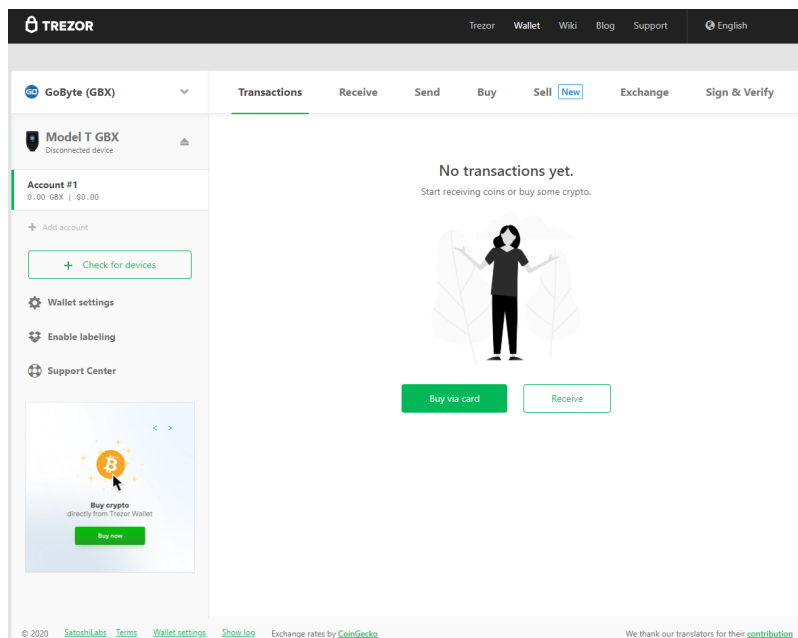 TREZOR
Trezor Wallet Wiki Blog Support English
GoByte (GBX)
Transactions Receive Send Buy Sell New Exchange Sign & Verify
Model T GBX
Disconnected device
Account #1
0.00 GBX | $0.00
+ Add account
+ Check for devices
Wallet settings
Enable labeling
Support Center
< >
Buy crypto
directly from Trezor Wallet
Buy now
No transactions yet.
Start receiving coins or buy some crypto.
Buy via card Receive
© 2020 SatoshiLabs Terms Wallet settings Show log Exchange rates by CoinGecko We thank our translators for their contribution